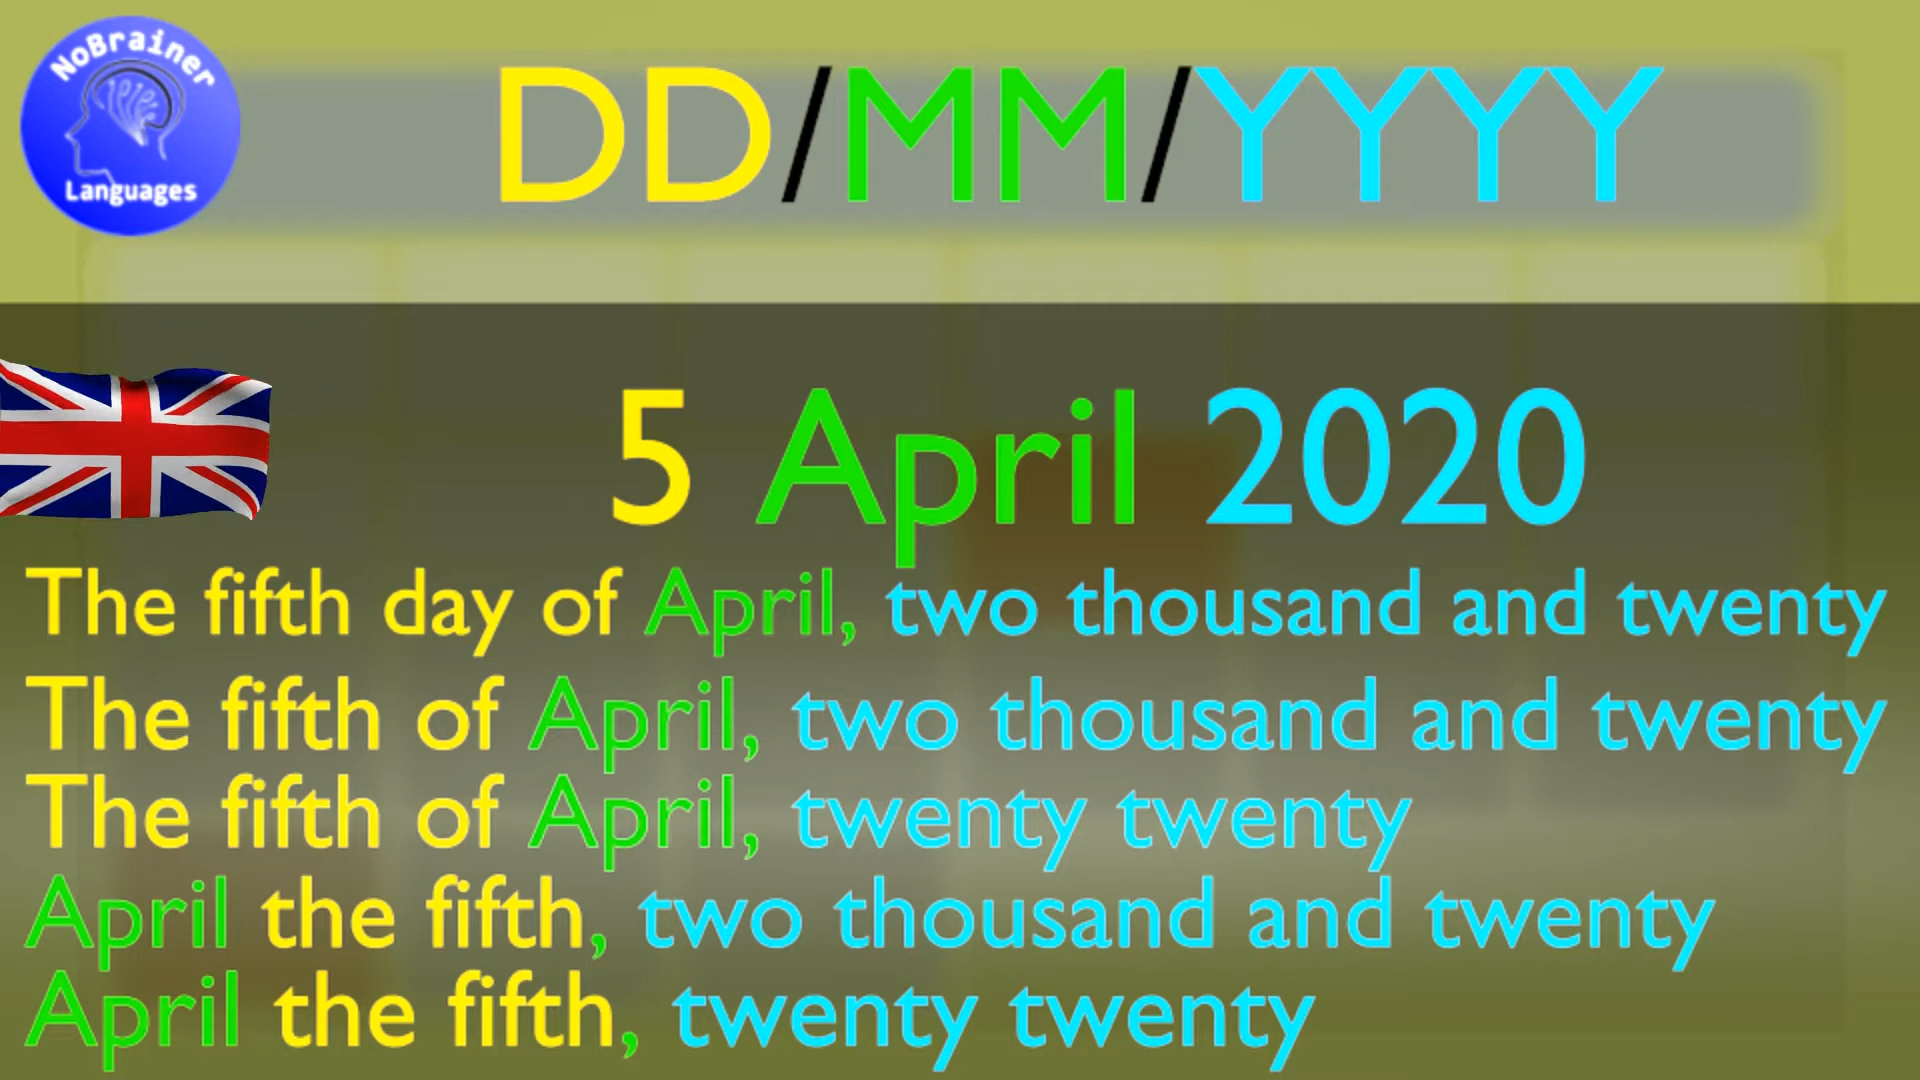 NoBrainer
Languages
DD/MM/YYYY
5 April 2020
The fifth day of April, two thousand and twenty
The fifth of April, two thousand and twenty
The fifth of April, twenty twenty
April the fifth, two thousand and twenty
April the fifth, twenty twenty